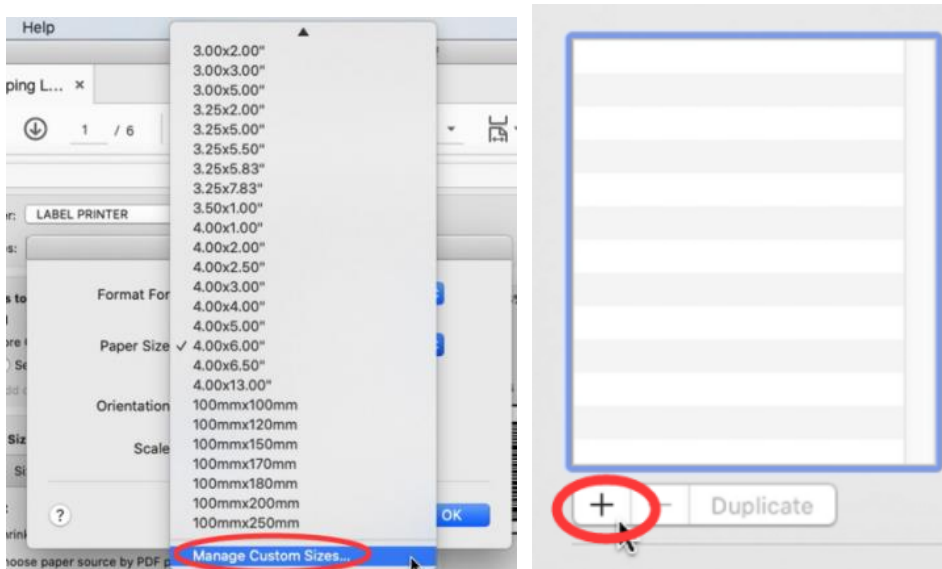 Help
3.00x2.00"
3.00x3.00"
ping L... ×
3.00x5.00"
3.25x2.00"
1 / 6
3.25x5.00"
3.25x5.50"
3.25x5.83"
3.25x7.83"
LABEL PRINTER
3.50x1.00"
4.00x1.00"
4.00x2.00"
4.00x2.50"
Format For
4.00x3.00"
4.00x4.00"
4.00x5.00"
Paper Size ✓ 4.00x6.00"
4.00x6.50"
4.00x13.00"
Orientation
100mmx100mm
100mmx120mm
Scale
100mmx150mm
100mmx170mm
100mmx180mm
100mmx200mm
? 100mmx250mm OK
Manage Custom Sizes...
oose paper source by PDF p
+ − Duplicate